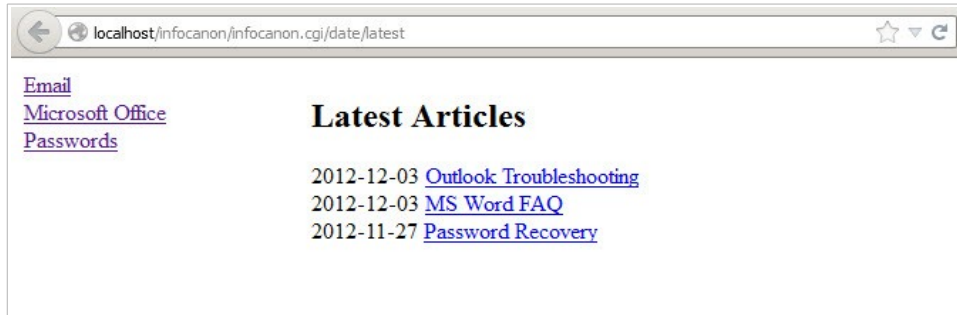 localhost/infocanon/infocanon.cgi/date/latest
Email
Microsoft Office
Passwords
Latest Articles
2012-12-03 Outlook Troubleshooting
2012-12-03 MS Word FAQ
2012-11-27 Password Recovery